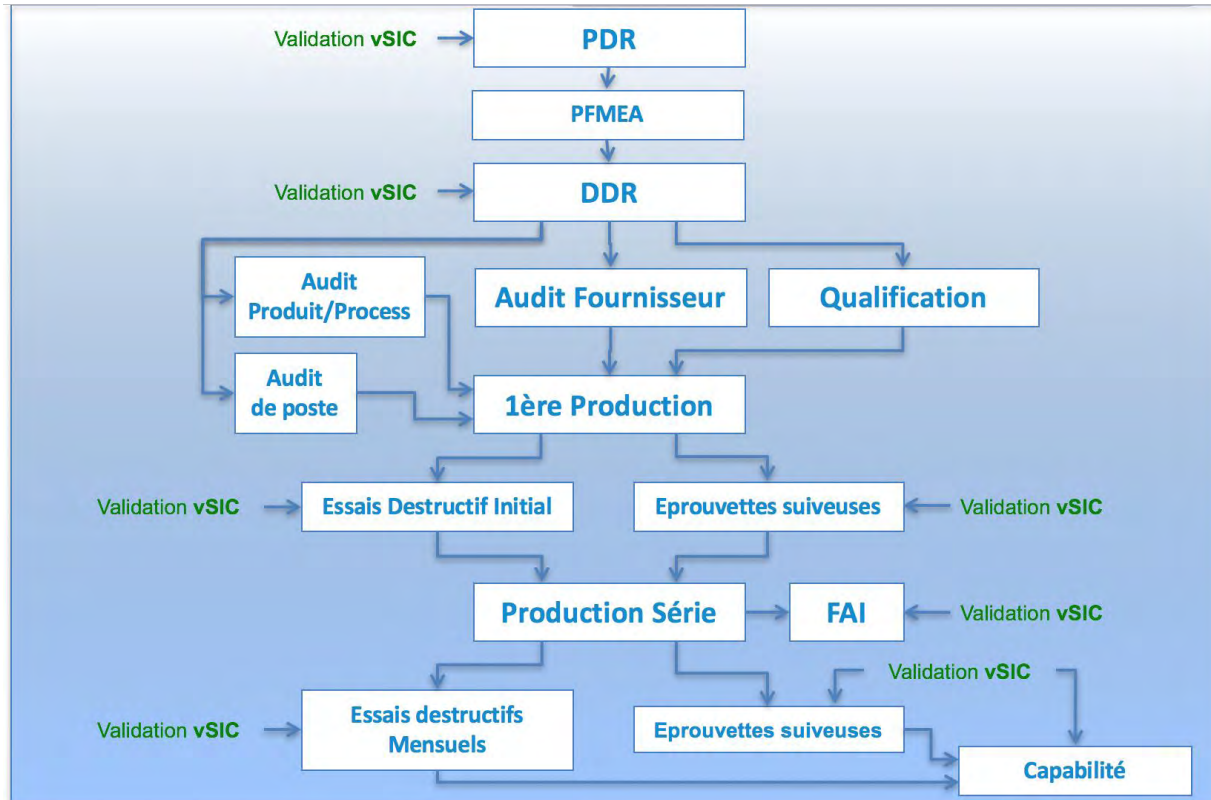 Validation vSIC
PDR
PFMEA
Validation vSIC
DDR
Audit
Produit/Process
Audit Fournisseur
Qualification
Audit
de poste
1ère Production
Validation vSIC
Essais Destructif Initial
Eprouvettes suiveuses
Validation vSIC
Production Série
FAI
Validation vSIC
Validation vSIC
Validation vSIC
Essais destructifs
Mensuels
Eprouvettes suiveuses
Capabilité